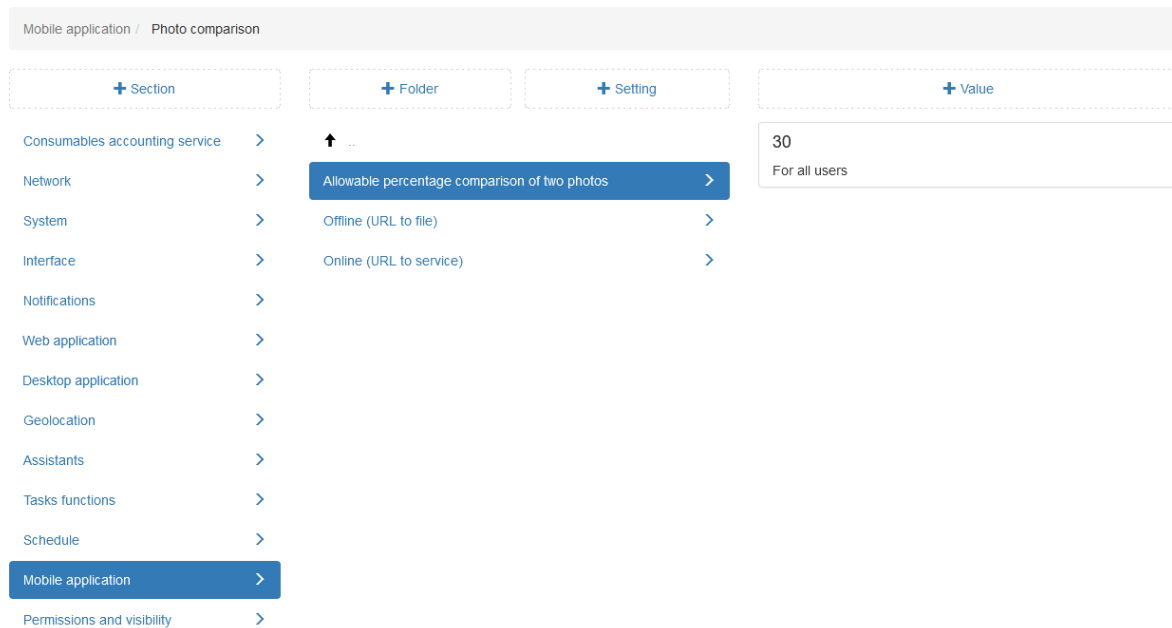 Mobile application / Photo comparison
+ Section
+ Folder
+ Setting
+ Value
Consumables accounting service
Network
System
Interface
Notifications
Web application
Desktop application
Geolocation
Assistants
Tasks functions
Schedule
Mobile application
Permissions and visibility
..
Allowable percentage comparison of two photos
Offline (URL to file)
Online (URL to service)
30
For all users